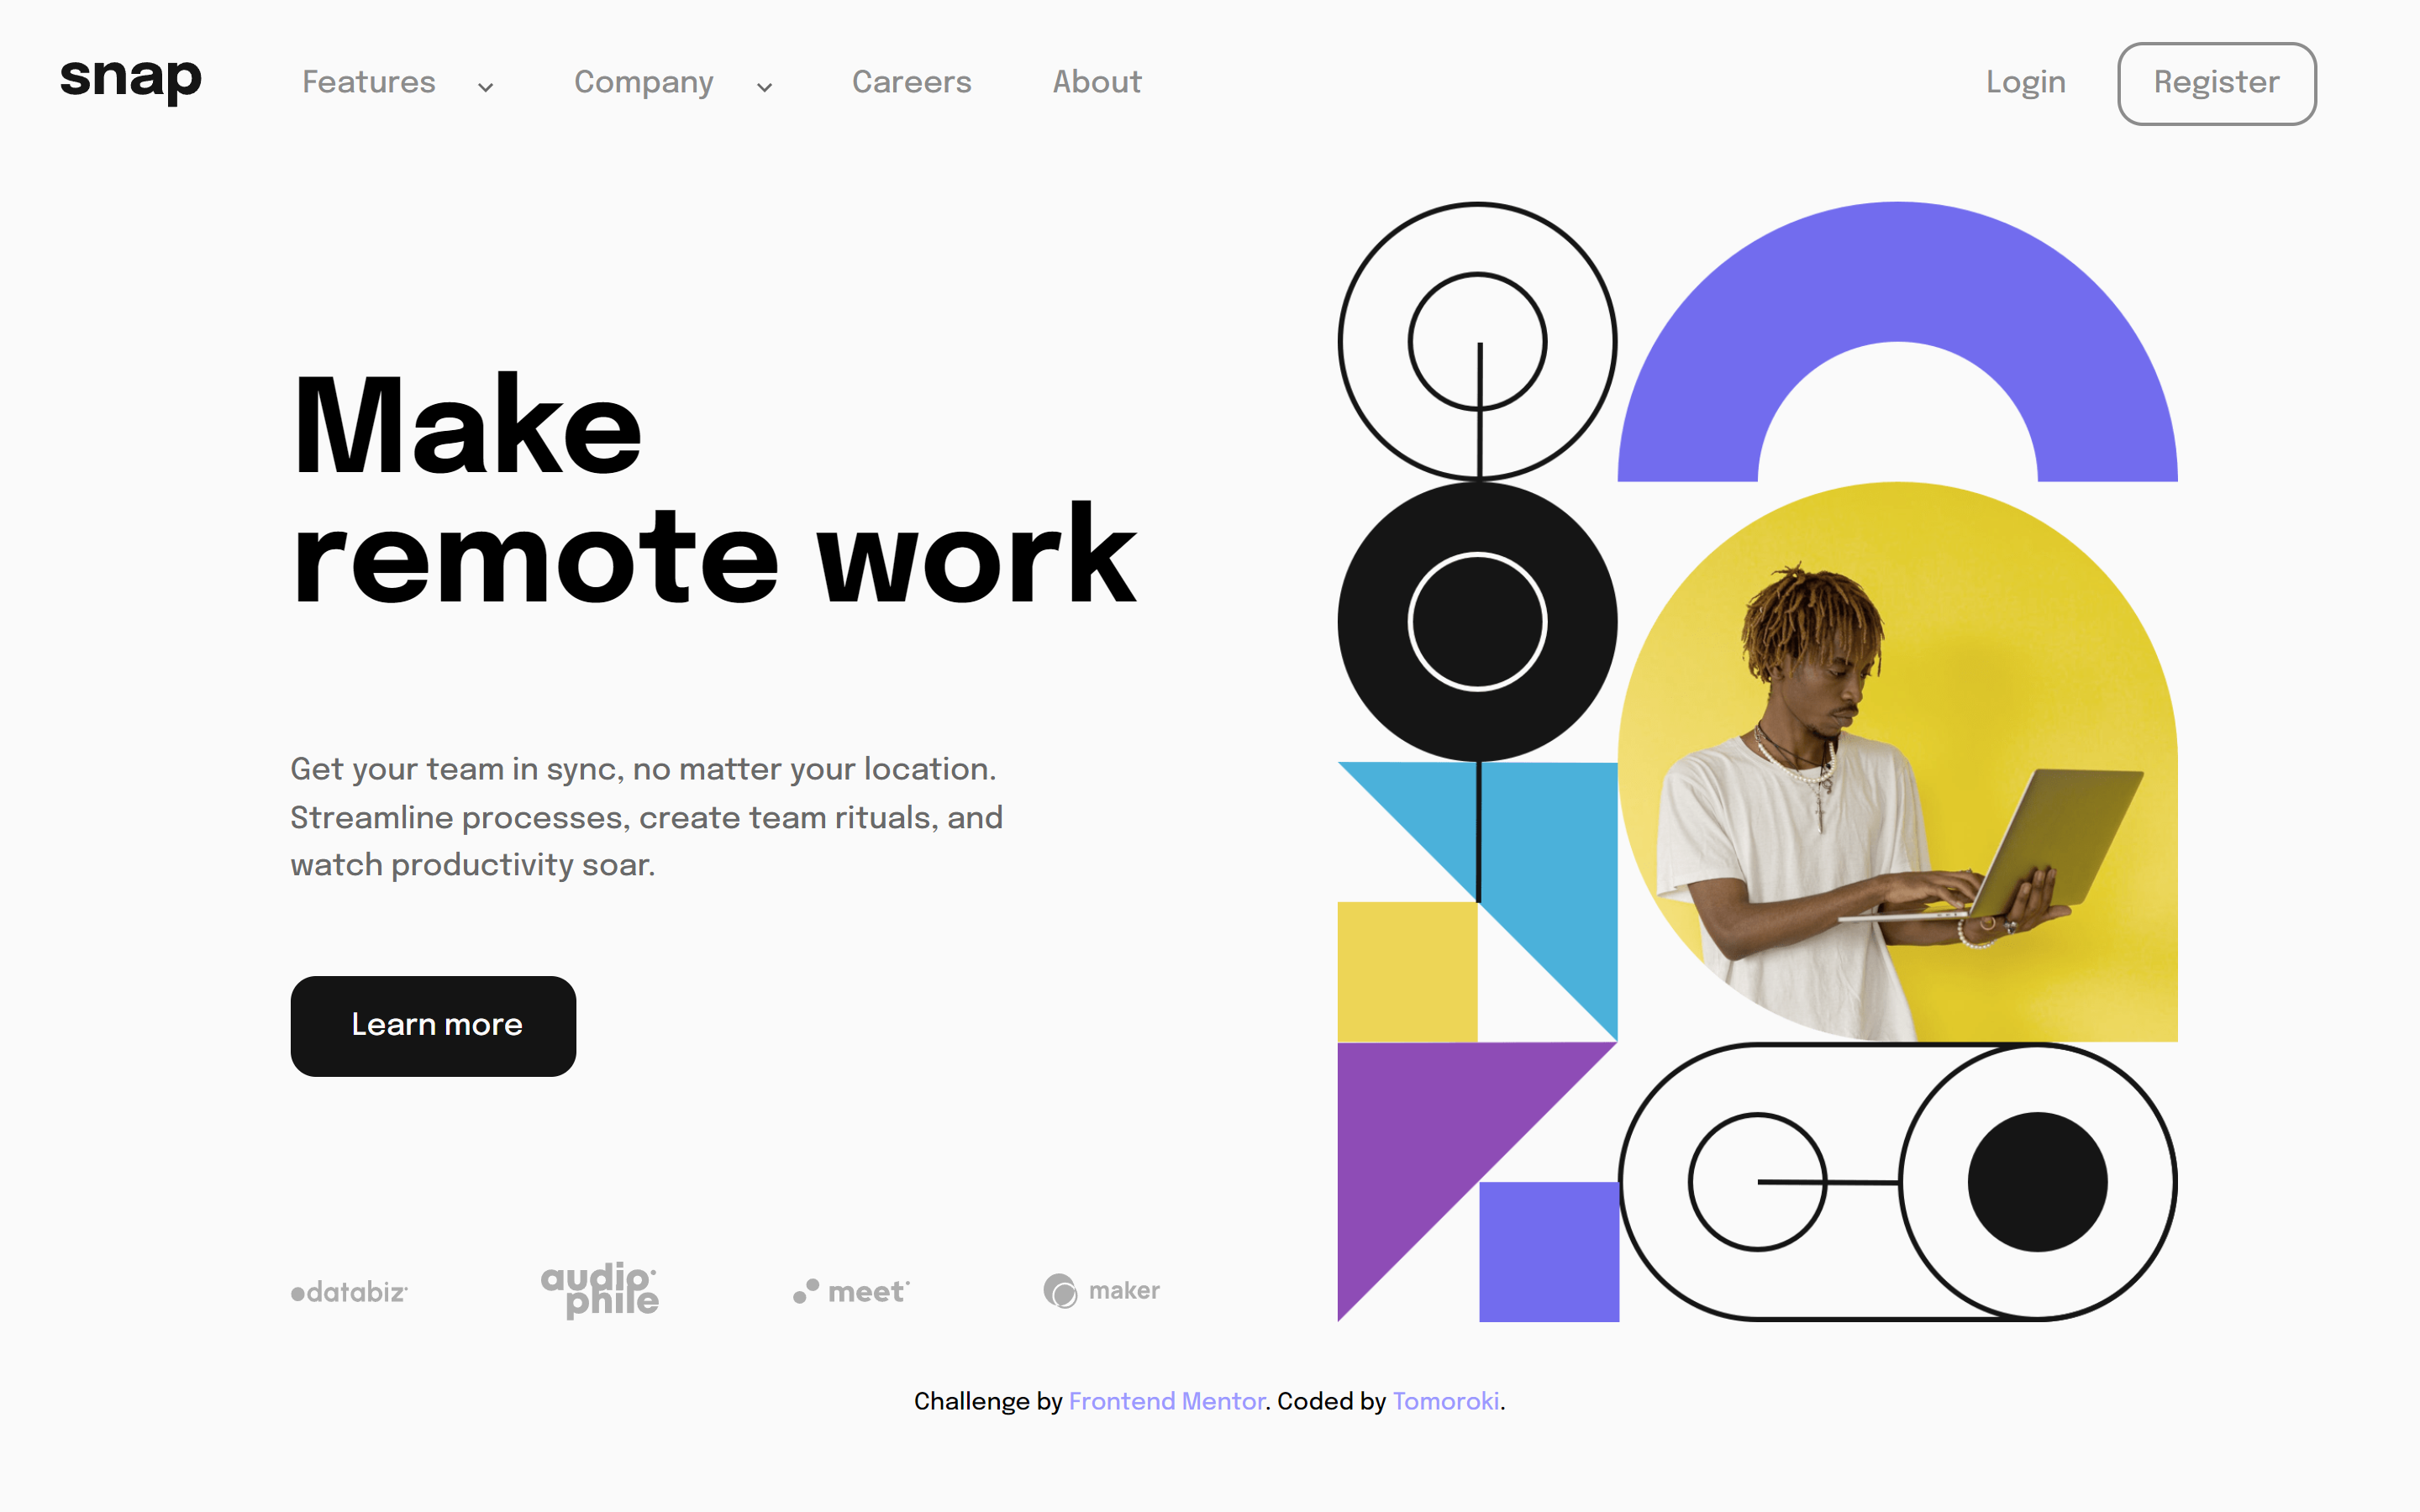 snap
Features
Company
Careers
About
Login
Register
Make
remote work
Get your team in sync, no matter your location.
Streamline processes, create team rituals, and
watch productivity soar.
Learn more
databiz
audiophile
meet
maker
Challenge by Frontend Mentor. Coded by Tomoroki.